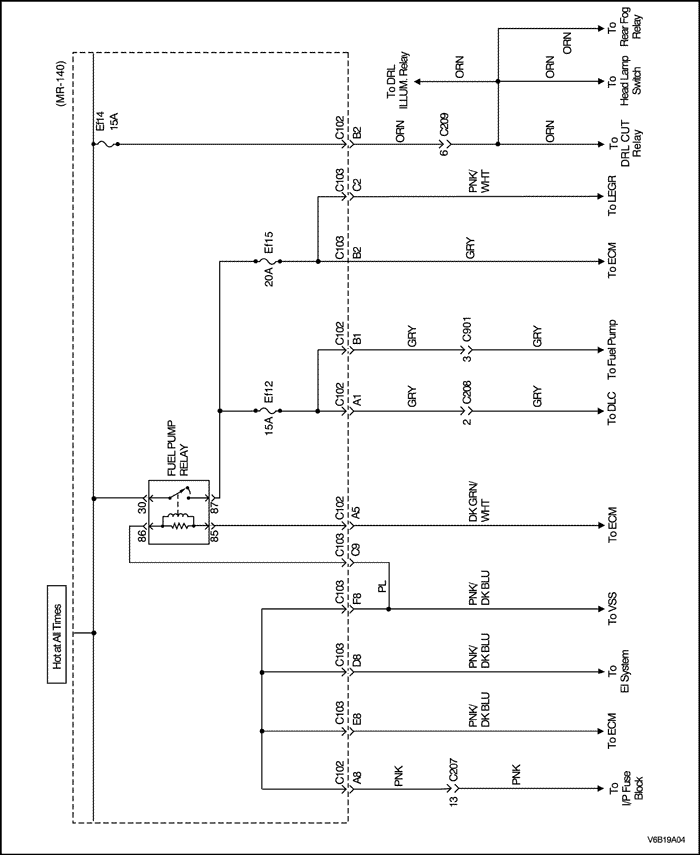 Hot at All Times
(MR-140)
I/P Fuse
Block
To
PNK
13
C207
PNK
A8
C102
To ECM
PNK/
DK BLU
E8
C103
EI System
To
PNK/
DK BLU
D8
C103
To VSS
PNK/
DK BLU
F8
C103
PL
C9
C103
To ECM
DK GRN/
WHT
A5
C102
86
85
30
87
FUEL PUMP
RELAY
To DLC
GRY
2
C208
GRY
A1
C102
15A
Ef12
To Fuel Pump
GRY
3
C901
GRY
B1
C102
To ECM
GRY
B2
C103
20A
Ef15
To LEGR
PNK/
WHT
C2
C103
To
DRL CUT
Relay
ORN
6
C209
ORN
B2
C102
Ef14
15A
To DRL
ILLUM. Relay
ORN
ORN
To
Head Lamp
Switch
ORN
To
Rear Fog
Relay
V6B19A04